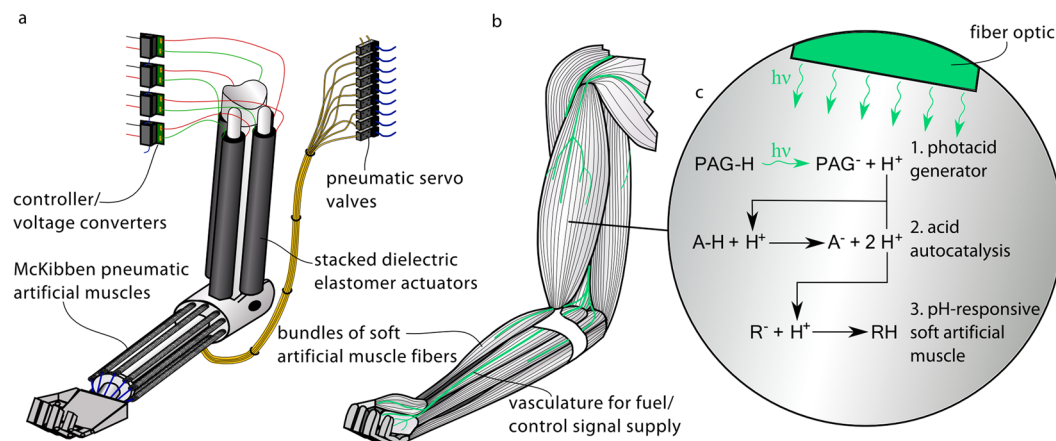 a
controller/
voltage converters
McKibben pneumatic
artificial muscles
pneumatic servo
valves
stacked dielectric
elastomer actuators
b
bundles of soft
artificial muscle fibers
vasculature for fuel/
control signal supply
c
fiber optic
hν
PAG-H hν PAG⁻ + H⁺
1. photacid
generator
A-H + H⁺ A⁻ + 2 H⁺
2. acid
autocatalysis
R⁻ + H⁺ RH
3. pH-responsive
soft artificial
muscle